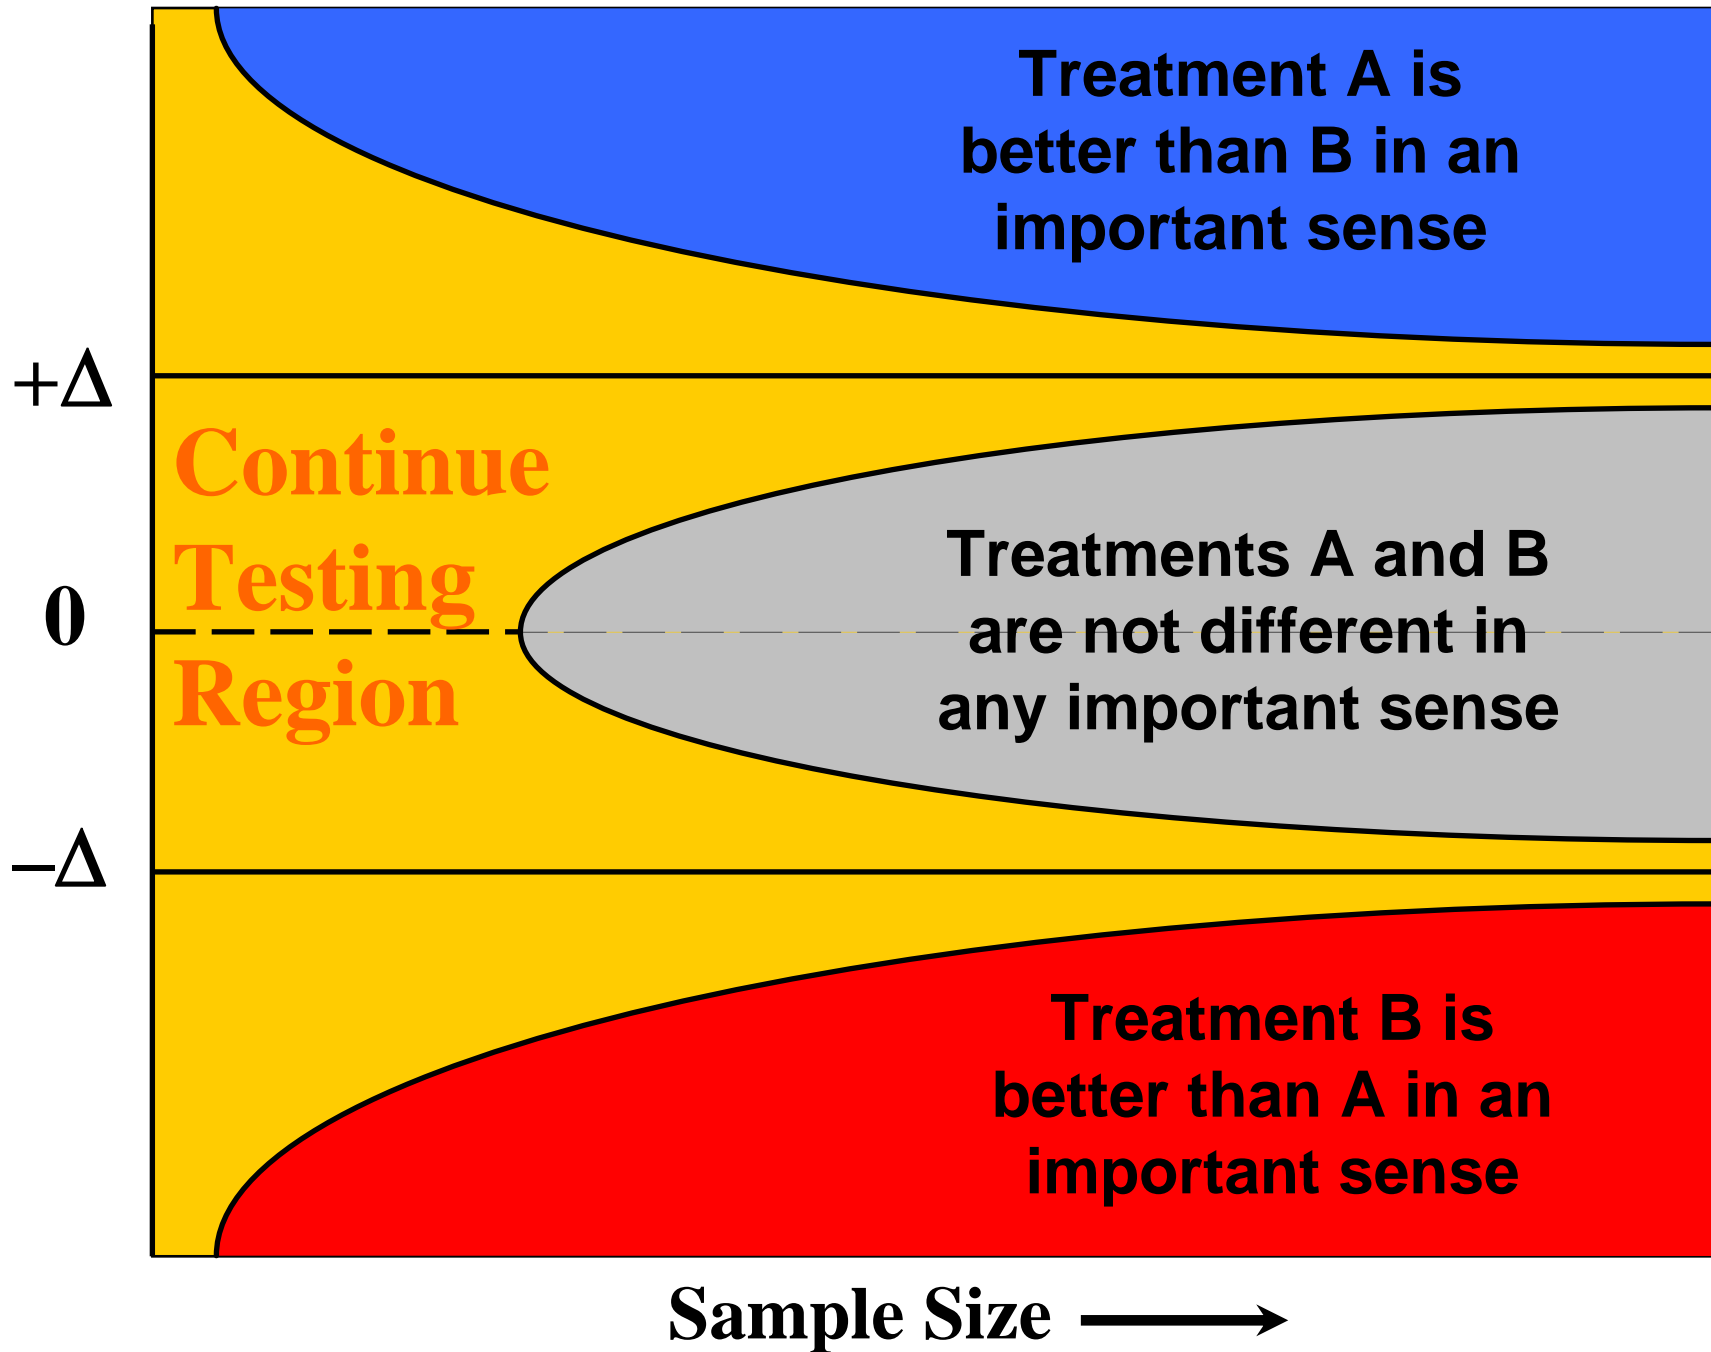 Treatment A is
better than B in an
important sense
+Δ
Continue
Testing
Region
0
Treatments A and B
are not different in
any important sense
−Δ
Treatment B is
better than A in an
important sense
Sample Size